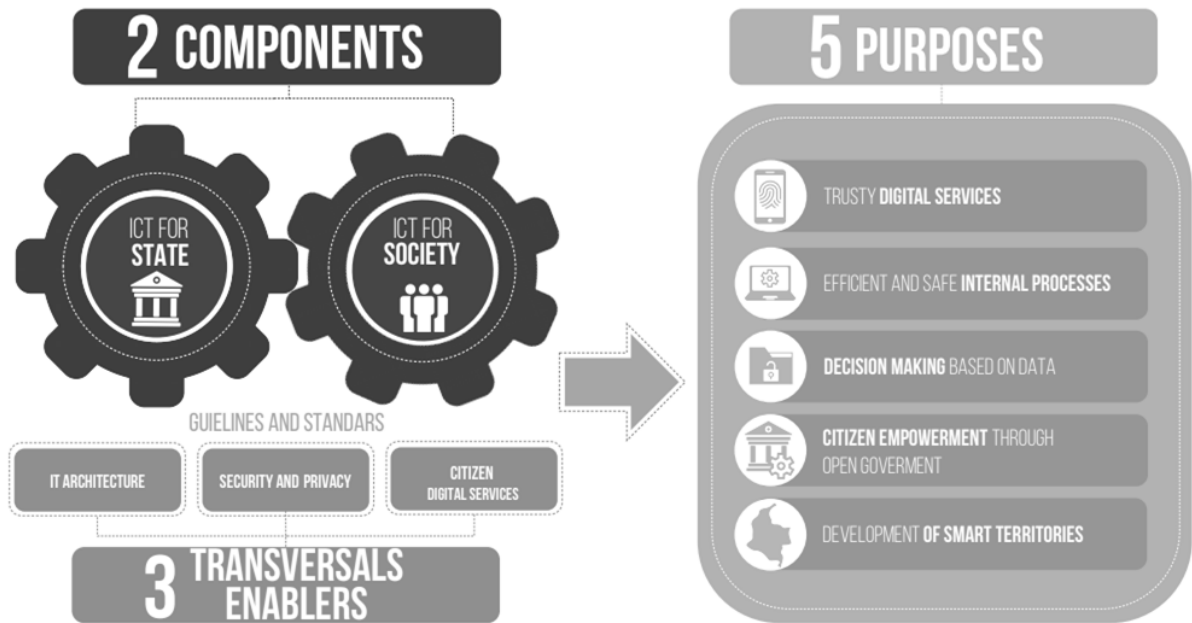 2 COMPONENTS
ICT FOR
STATE
ICT FOR
SOCIETY
GUIELINES AND STANDARS
IT ARCHITECTURE
SECURITY AND PRIVACY
CITIZEN
DIGITAL SERVICES
3 TRANSVERSALS
ENABLERS
5 PURPOSES
TRUSTY DIGITAL SERVICES
EFFICIENT AND SAFE INTERNAL PROCESSES
DECISION MAKING BASED ON DATA
CITIZEN EMPOWERMENT THROUGH
OPEN GOVERMENT
DEVELOPMENT OF SMART TERRITORIES